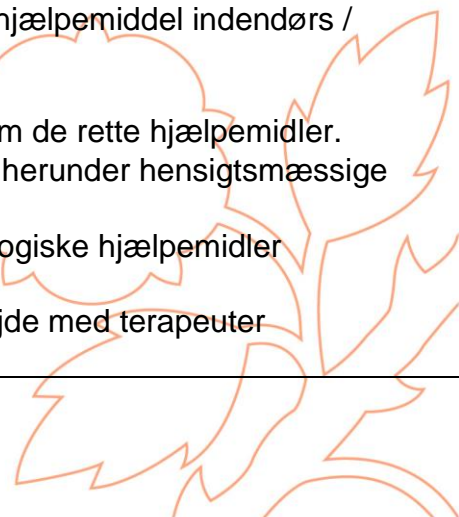 hjælpemiddel indendørs /
m de rette hjælpemidler.
herunder hensigtsmæssige
ogiske hjælpemidler
jde med terapeuter